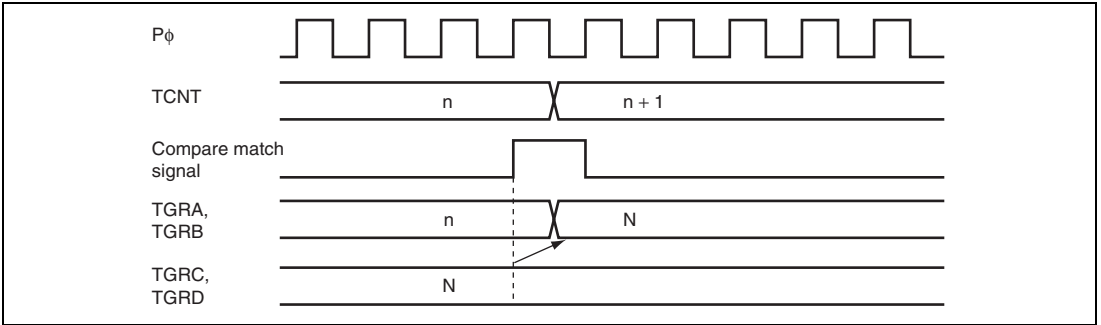 Pϕ
TCNT
n
n + 1
Compare match
signal
TGRA,
TGRB
n
N
TGRC,
TGRD
N